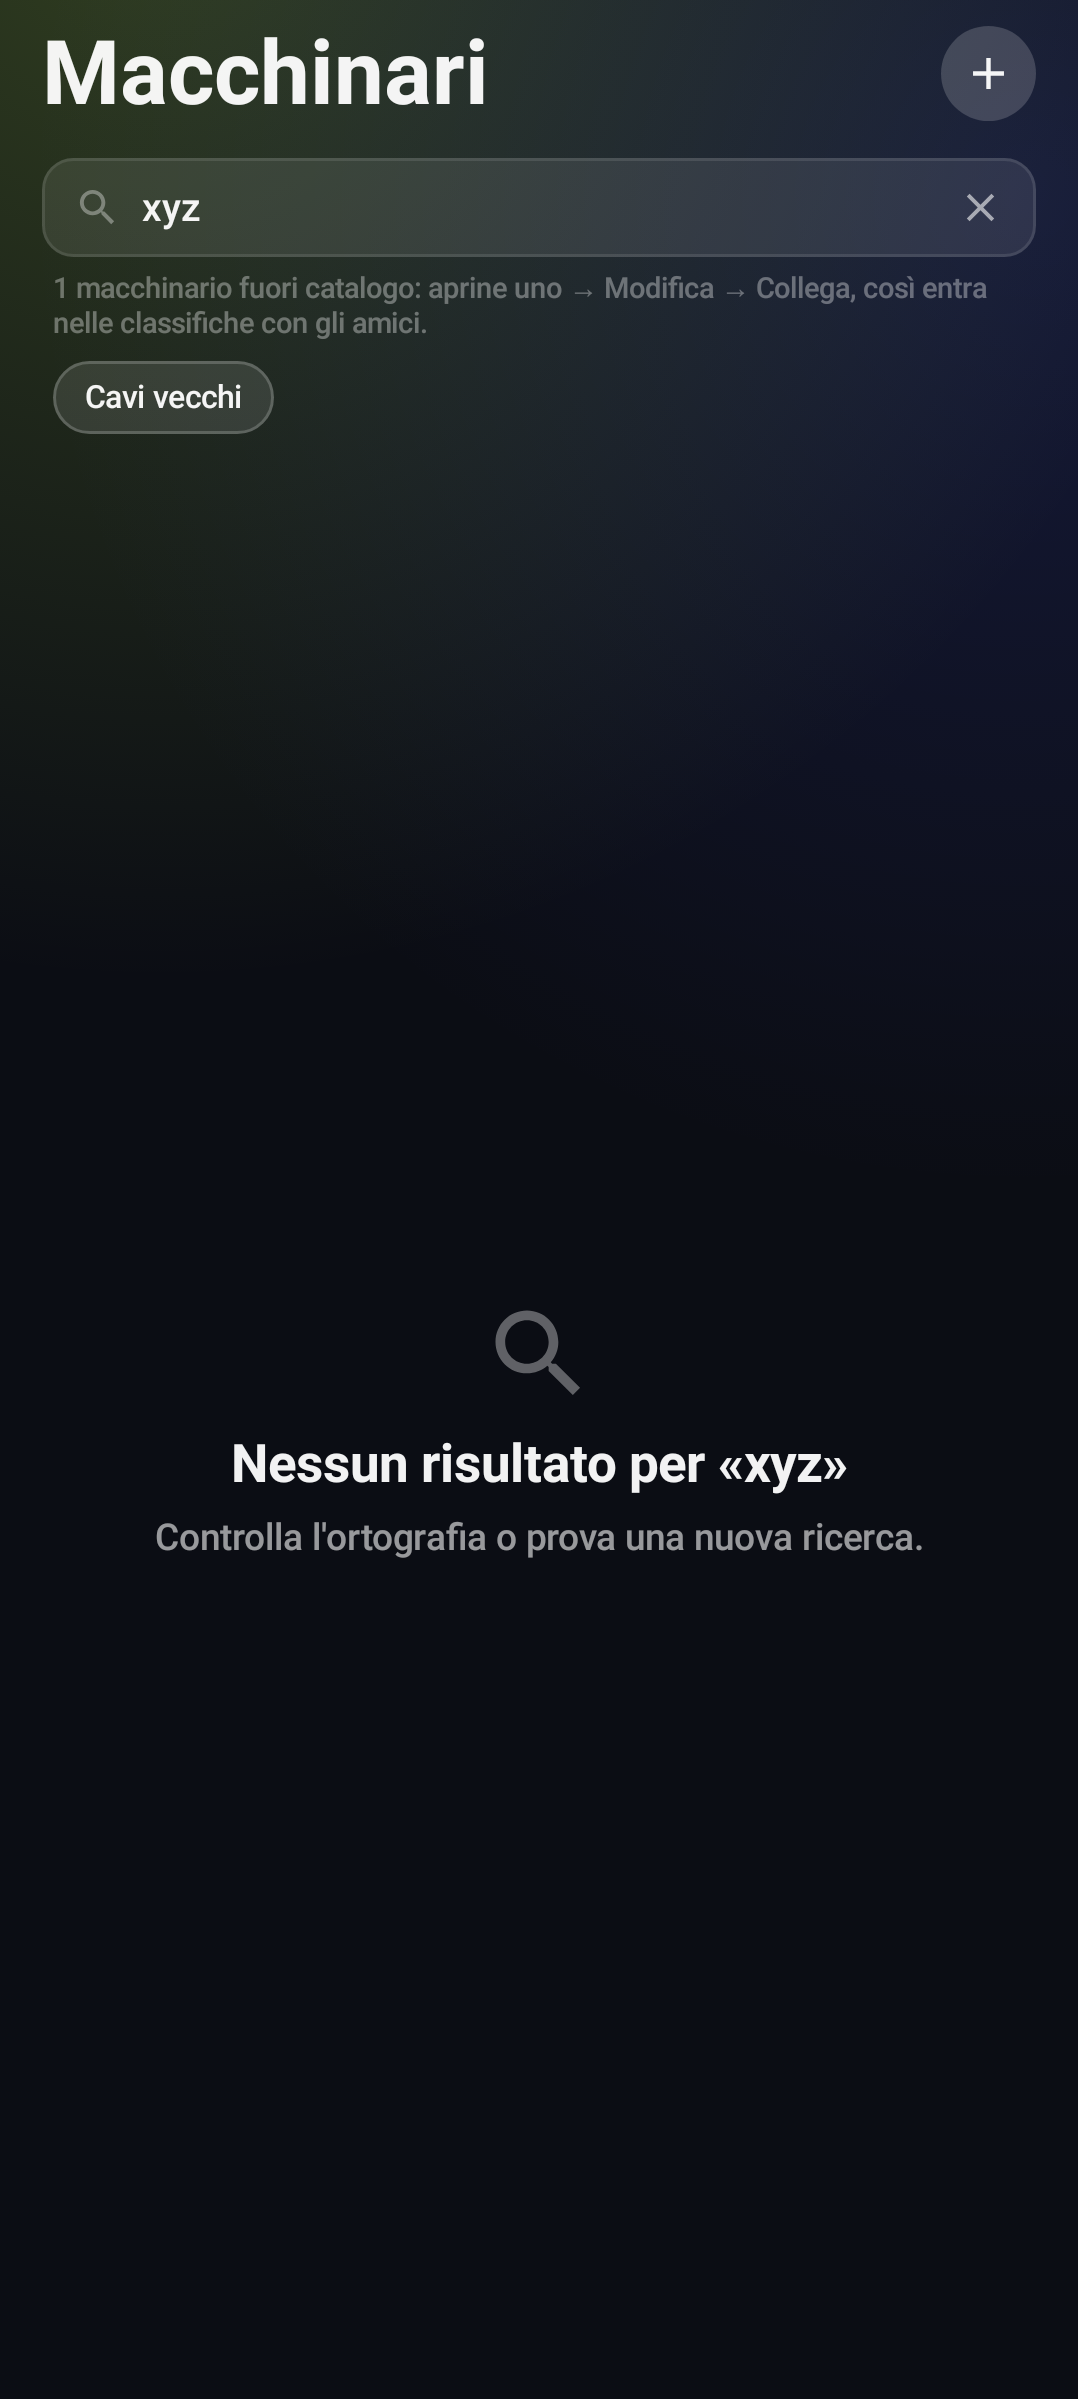 Macchinari
xyz
1 macchinario fuori catalogo: aprine uno → Modifica → Collega, così entra
nelle classifiche con gli amici.
Cavi vecchi
Nessun risultato per «xyz»
Controlla l'ortografia o prova una nuova ricerca.